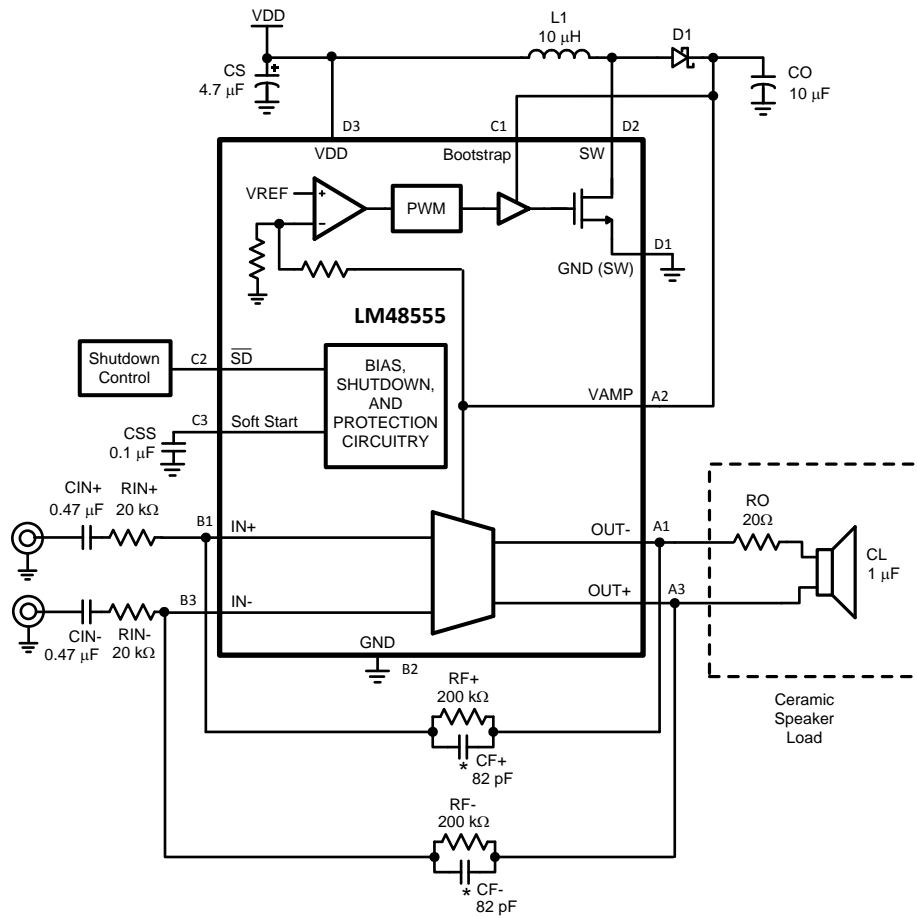 VDD
L1
10 μH
D1
CS
4.7 μF
+
CO
10 μF
D3
C1
D2
VDD
Bootstrap
SW
VREF
+
−
PWM
D1
GND (SW)
LM48555
Shutdown
Control
C2
SD
BIAS,
SHUTDOWN,
AND
PROTECTION
CIRCUITRY
VAMP
A2
C3
Soft Start
CSS
0.1 μF
CIN+
0.47 μF
RIN+
20 kΩ
B1
IN+
OUT-
A1
RO
20Ω
CL
1 μF
B3
IN-
OUT+
A3
CIN-
0.47 μF
RIN-
20 kΩ
GND
B2
Ceramic
Speaker
Load
RF+
200 kΩ
* CF+
82 pF
RF-
200 kΩ
* CF-
82 pF